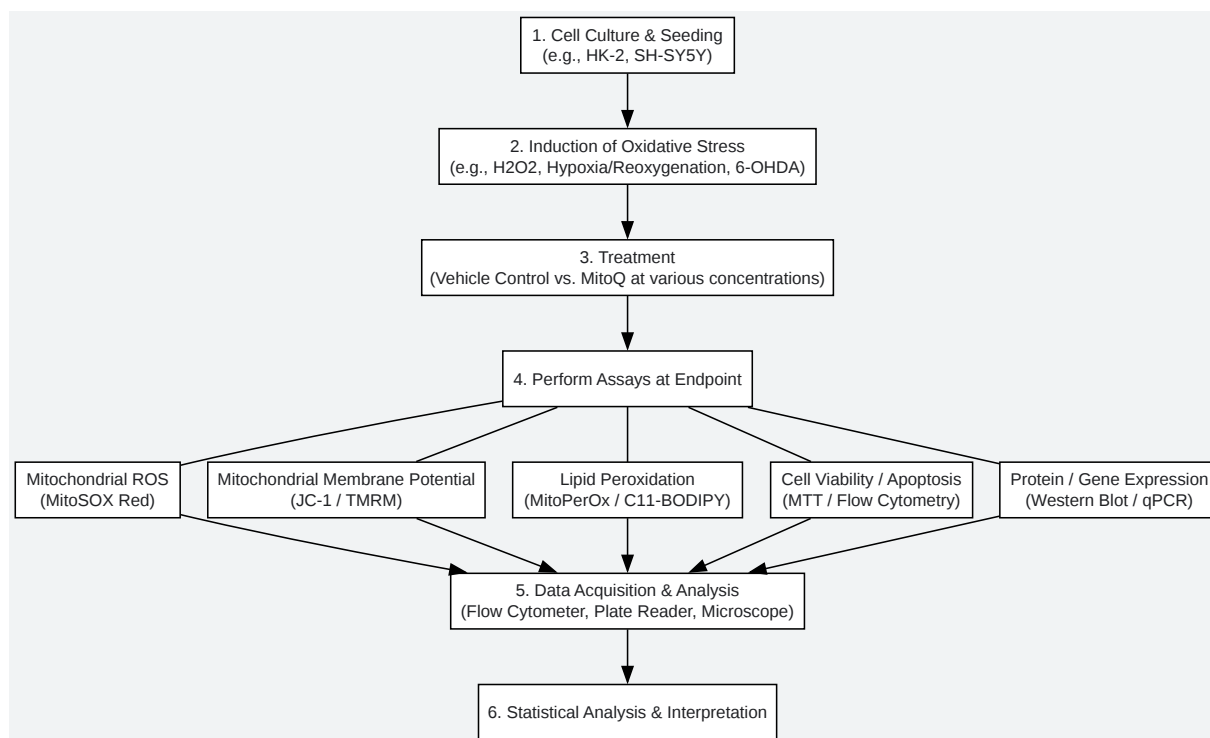 1. Cell Culture & Seeding
(e.g., HK-2, SH-SY5Y)
2. Induction of Oxidative Stress
(e.g., H2O2, Hypoxia/Reoxygenation, 6-OHDA)
3. Treatment
(Vehicle Control vs. MitoQ at various concentrations)
4. Perform Assays at Endpoint
Mitochondrial ROS
(MitoSOX Red)
Mitochondrial Membrane Potential
(JC-1 / TMRM)
Lipid Peroxidation
(MitoPerOx / C11-BODIPY)
Cell Viability / Apoptosis
(MTT / Flow Cytometry)
Protein / Gene Expression
(Western Blot / qPCR)
5. Data Acquisition & Analysis
(Flow Cytometer, Plate Reader, Microscope)
6. Statistical Analysis & Interpretation